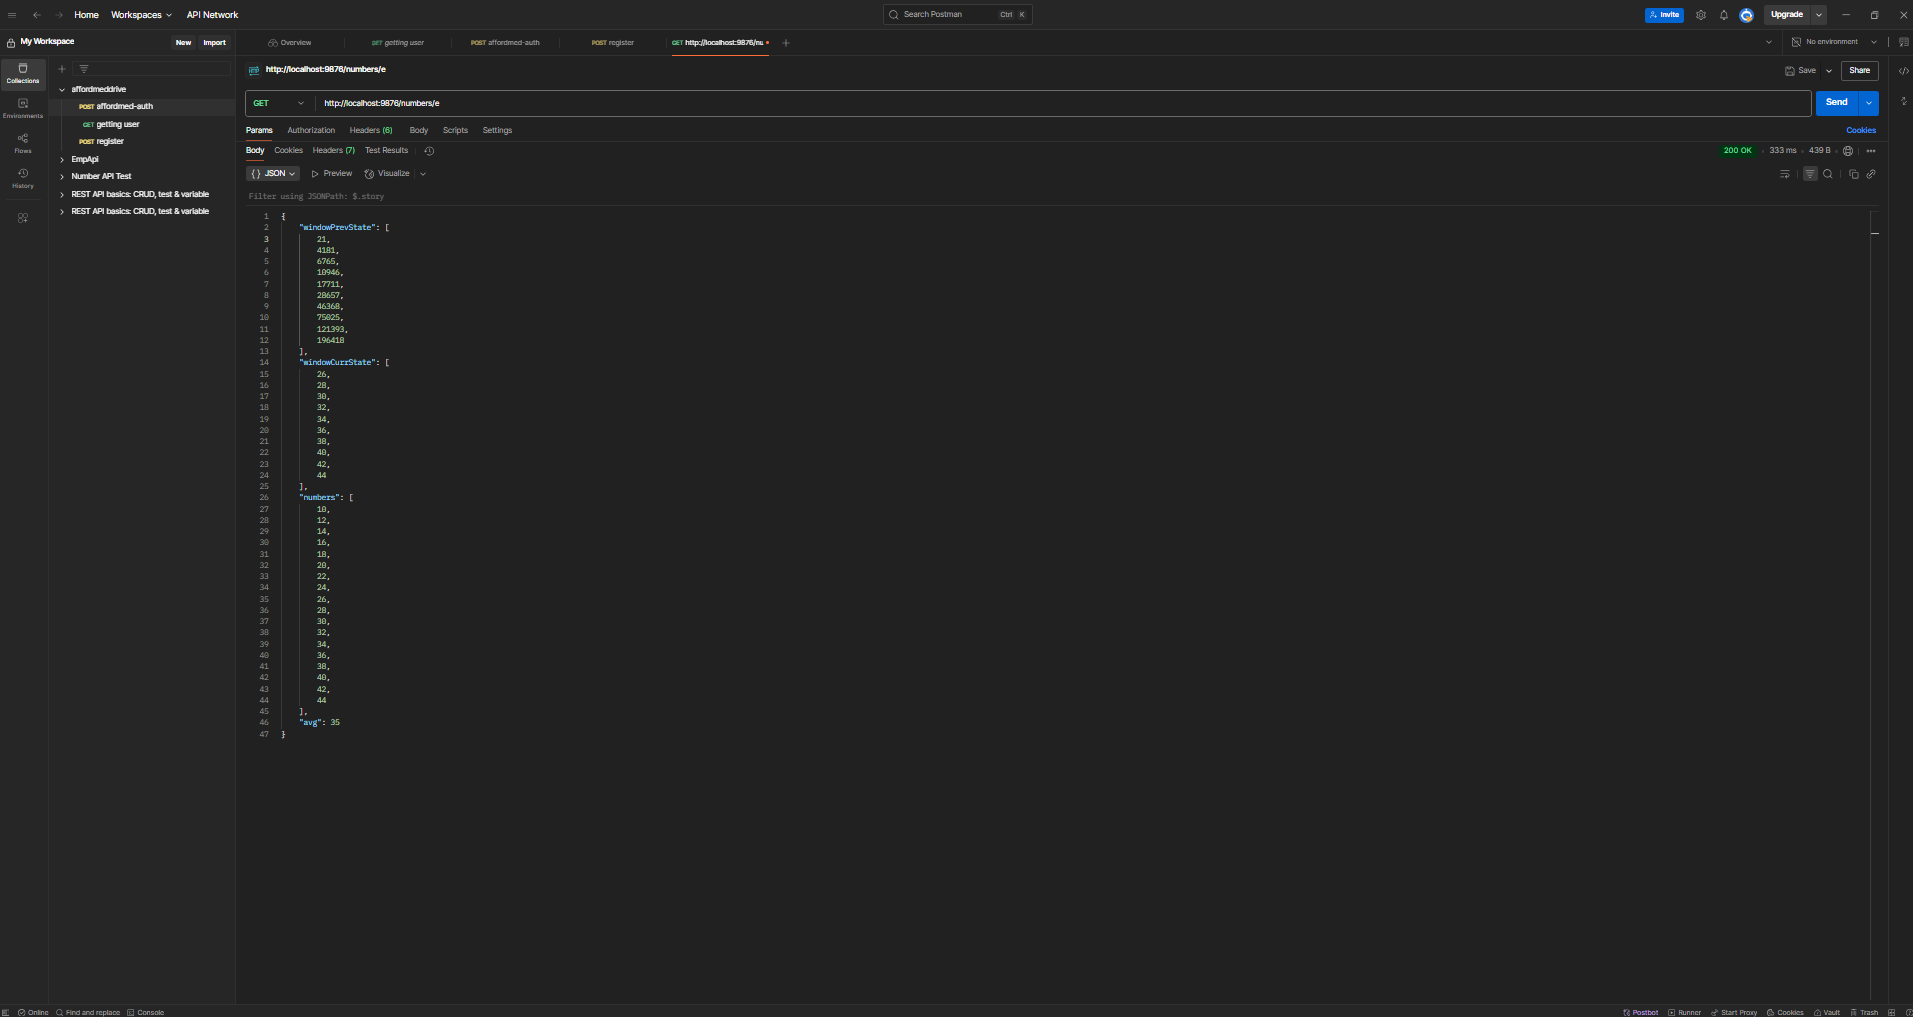 Home Workspaces API Network Search Postman Ctrl K Invite Upgrade
My Workspace New Import Overview GET getting user POST affordmed-auth POST register GET http://localhost:9876/nu No environment
http://localhost:9876/numbers/e Save Share
GET http://localhost:9876/numbers/e Send
Params Authorization Headers (6) Body Scripts Settings Cookies
Body Cookies Headers (7) Test Results 200 OK 333 ms 439 B
{} JSON Preview Visualize
Filter using JSONPath: $.story
Collections
Environments
Flows
History
affordmeddrive
POST affordmed-auth
GET getting user
POST register
EmpApi
Number API Test
REST API basics: CRUD, test & variable
REST API basics: CRUD, test & variable
1 {
2 "windowPrevState": [
3 21,
4 4181,
5 6765,
6 10946,
7 17711,
8 28657,
9 46368,
10 75025,
11 121393,
12 196418
13 ],
14 "windowCurrState": [
15 26,
16 28,
17 30,
18 32,
19 34,
20 36,
21 38,
22 40,
23 42,
24 44
25 ],
26 "numbers": [
27 10,
28 12,
29 14,
30 16,
31 18,
32 20,
33 22,
34 24,
35 26,
36 28,
37 30,
38 32,
39 34,
40 36,
41 38,
42 40,
43 42,
44 44
45 ],
46 "avg": 35
47 }
Online Find and replace Console Postbot Runner Start Proxy Cookies Vault Trash